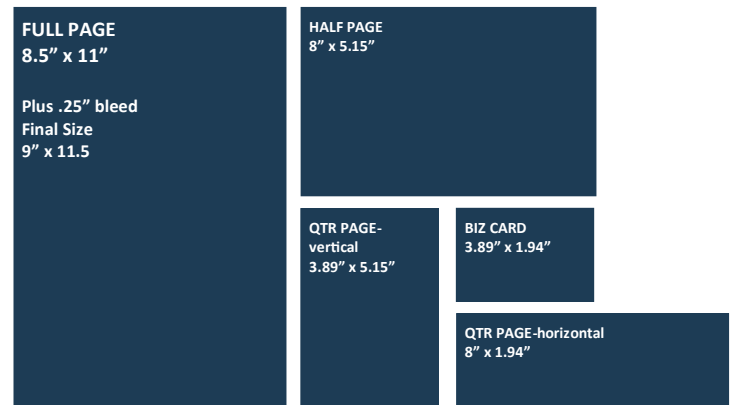 FULL PAGE
8.5” x 11”
Plus .25” bleed
Final Size
9” x 11.5
HALF PAGE
8” x 5.15”
QTR PAGE-
vertical
3.89” x 5.15”
BIZ CARD
3.89” x 1.94”
QTR PAGE-horizontal
8” x 1.94”